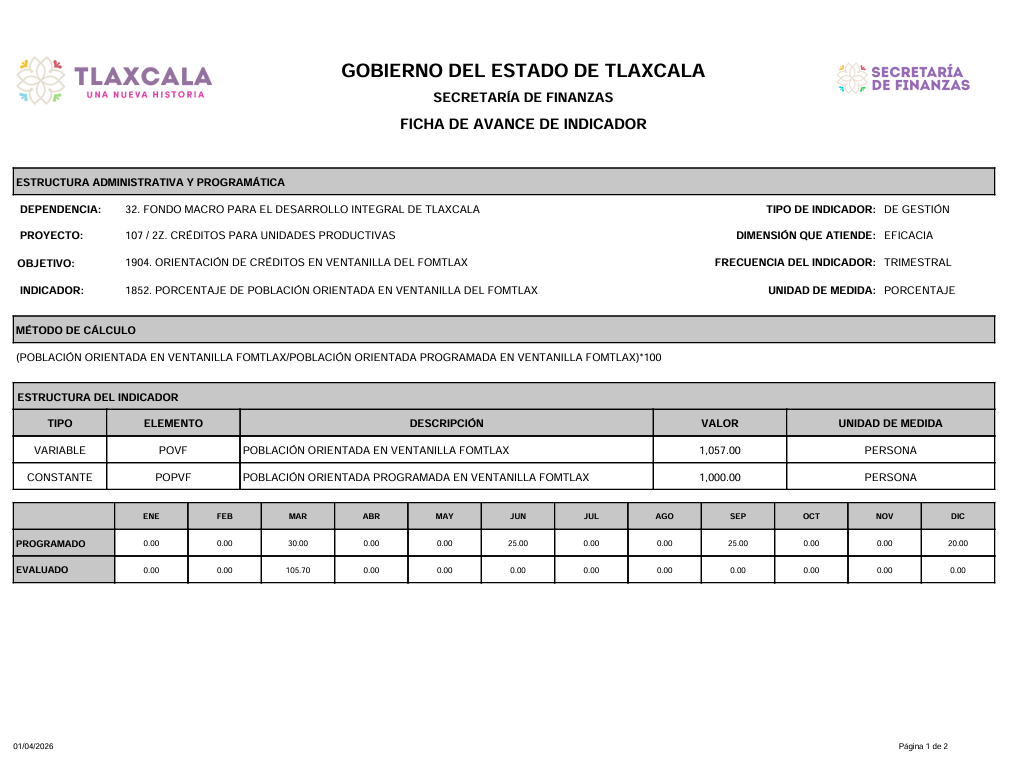 TLAXCALA
UNA NUEVA HISTORIA
GOBIERNO DEL ESTADO DE TLAXCALA
SECRETARÍA DE FINANZAS
FICHA DE AVANCE DE INDICADOR
SECRETARÍA
DE FINANZAS
ESTRUCTURA ADMINISTRATIVA Y PROGRAMÁTICA
DEPENDENCIA: 32. FONDO MACRO PARA EL DESARROLLO INTEGRAL DE TLAXCALA TIPO DE INDICADOR: DE GESTIÓN
PROYECTO: 107 / 2Z. CRÉDITOS PARA UNIDADES PRODUCTIVAS DIMENSIÓN QUE ATIENDE: EFICACIA
OBJETIVO: 1904. ORIENTACIÓN DE CRÉDITOS EN VENTANILLA DEL FOMTLAX FRECUENCIA DEL INDICADOR: TRIMESTRAL
INDICADOR: 1852. PORCENTAJE DE POBLACIÓN ORIENTADA EN VENTANILLA DEL FOMTLAX UNIDAD DE MEDIDA: PORCENTAJE
MÉTODO DE CÁLCULO
(POBLACIÓN ORIENTADA EN VENTANILLA FOMTLAX/POBLACIÓN ORIENTADA PROGRAMADA EN VENTANILLA FOMTLAX)*100
ESTRUCTURA DEL INDICADOR
TIPO ELEMENTO DESCRIPCIÓN VALOR UNIDAD DE MEDIDA
VARIABLE POVF POBLACIÓN ORIENTADA EN VENTANILLA FOMTLAX 1,057.00 PERSONA
CONSTANTE POPVF POBLACIÓN ORIENTADA PROGRAMADA EN VENTANILLA FOMTLAX 1,000.00 PERSONA
ENE FEB MAR ABR MAY JUN JUL AGO SEP OCT NOV DIC
PROGRAMADO 0.00 0.00 30.00 0.00 0.00 25.00 0.00 0.00 25.00 0.00 0.00 20.00
EVALUADO 0.00 0.00 105.70 0.00 0.00 0.00 0.00 0.00 0.00 0.00 0.00 0.00
01/04/2026 Página 1 de 2